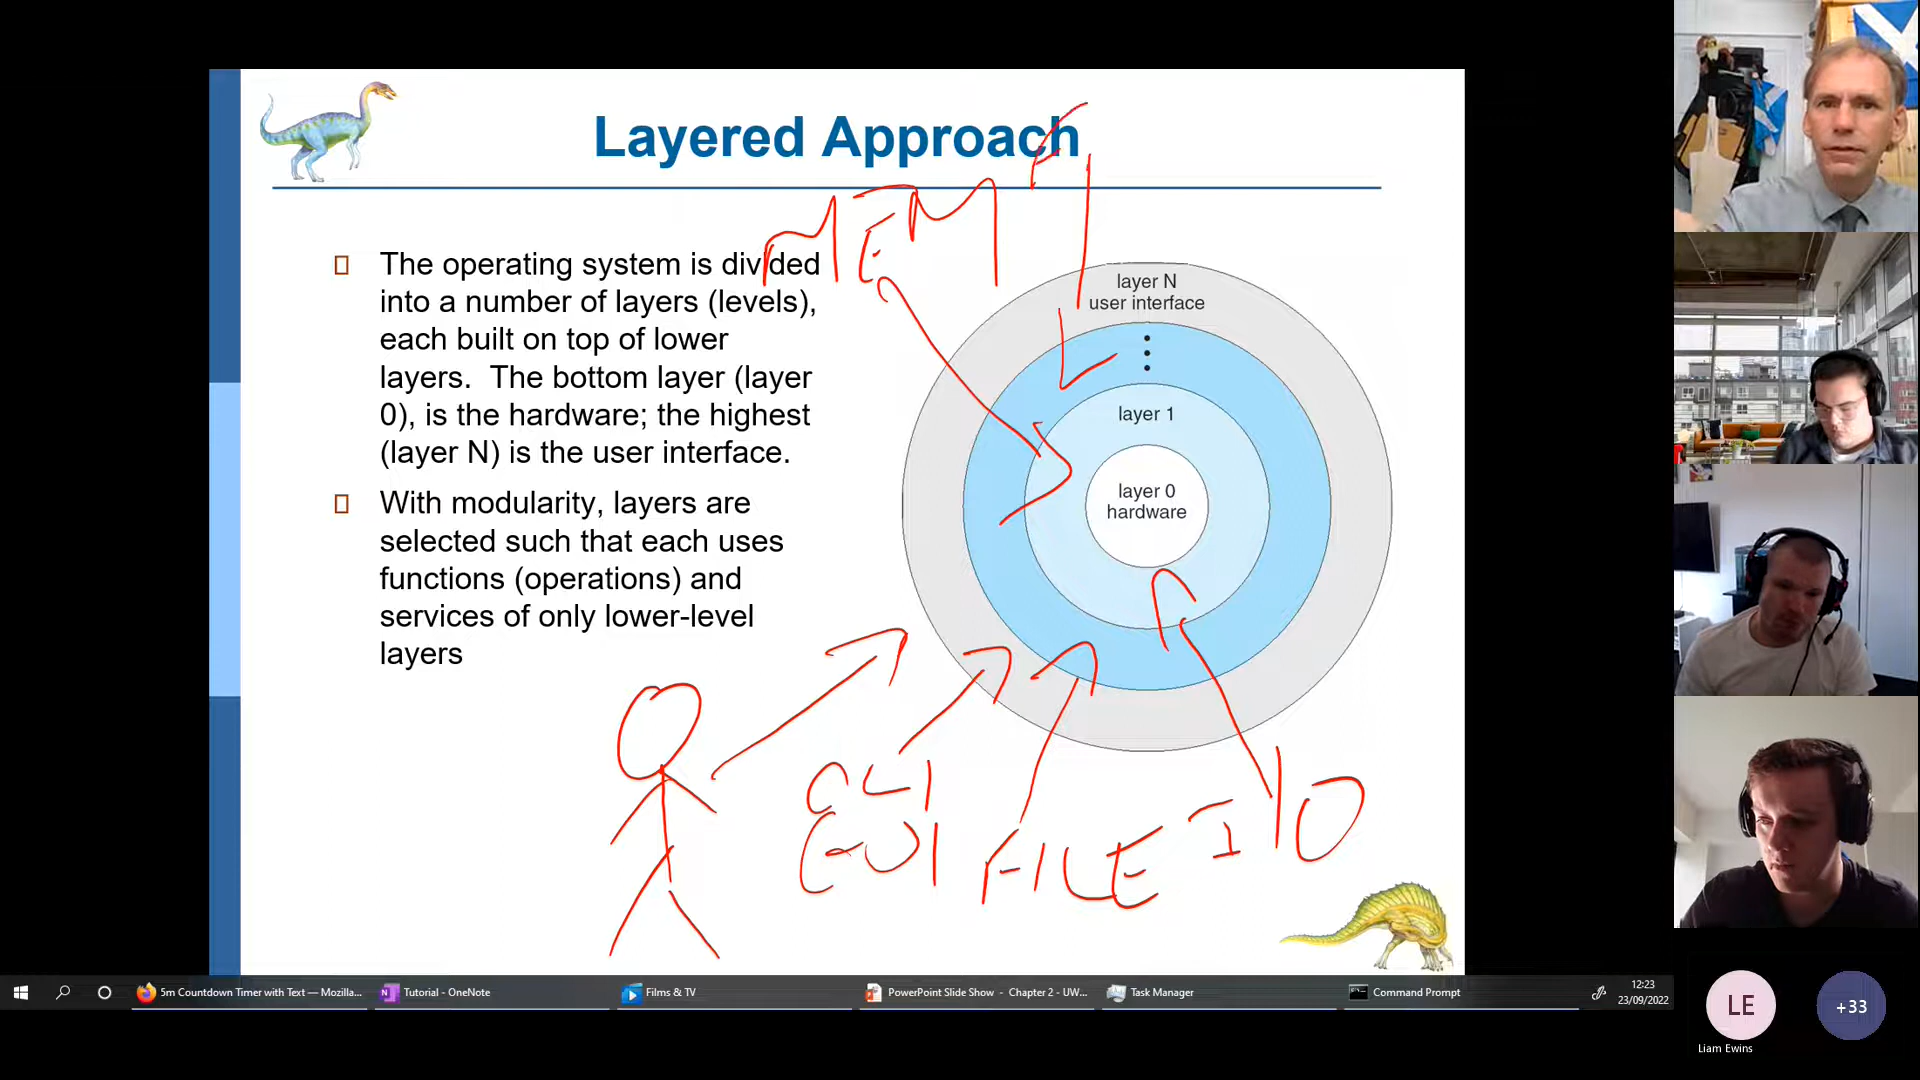 Layered Approach
The operating system is divided
into a number of layers (levels),
each built on top of lower
layers.  The bottom layer (layer
0), is the hardware; the highest
(layer N) is the user interface.
With modularity, layers are
selected such that each uses
functions (operations) and
services of only lower-level
layers
MEM
layer N
user interface
layer 1
layer 0
hardware
CLI
GUI
FILE
I/O
5m Countdown Timer with Text — Mozilla...
Tutorial - OneNote
Films & TV
PowerPoint Slide Show - Chapter 2 - UW...
Task Manager
Command Prompt
12:23
23/09/2022
LE
Liam Ewins
+33